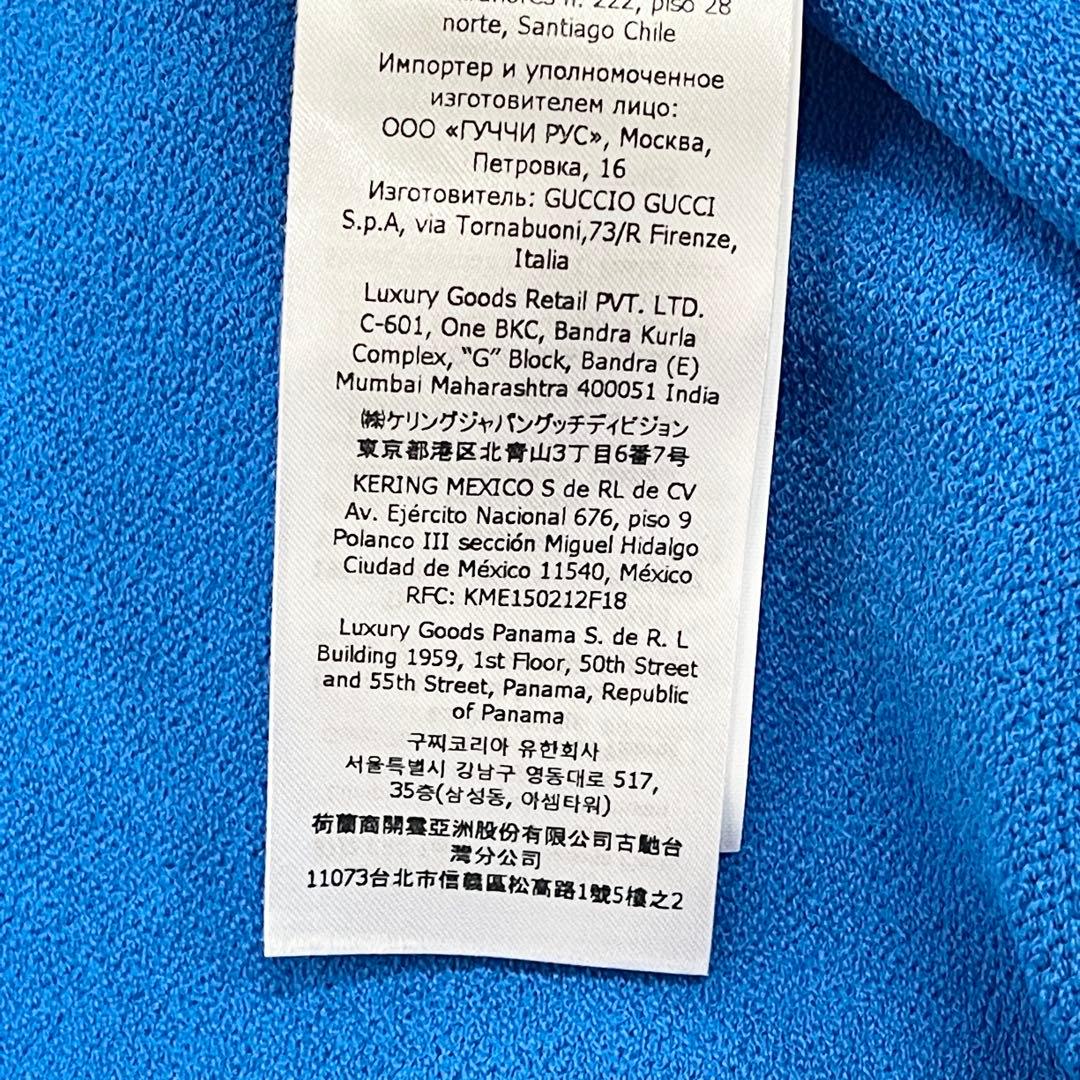 n. 222, piso 28
norte, Santiago Chile
Импортер и уполномоченное
изготовителем лицо:
ООО «ГУЧЧИ РУС», Москва,
Петровка, 16
Изготовитель: GUCCIO GUCCI
S.p.A, via Tornabuoni,73/R Firenze,
Italia
Luxury Goods Retail PVT. LTD.
C-601, One BKC, Bandra Kurla
Complex, "G" Block, Bandra (E)
Mumbai Maharashtra 400051 India
㈱ケリングジャパングッチディビジョン
東京都港区北青山3丁目6番7号
KERING MEXICO S de RL de CV
Av. Ejército Nacional 676, piso 9
Polanco III sección Miguel Hidalgo
Ciudad de México 11540, México
RFC: KME150212F18
Luxury Goods Panama S. de R. L
Building 1959, 1st Floor, 50th Street
and 55th Street, Panama, Republic
of Panama
구찌코리아 유한회사
서울특별시 강남구 영동대로 517,
35층(삼성동, 아셈타워)
荷蘭商開雲亞洲股份有限公司古馳台
灣分公司
11073台北市信義區松高路1號5樓之2